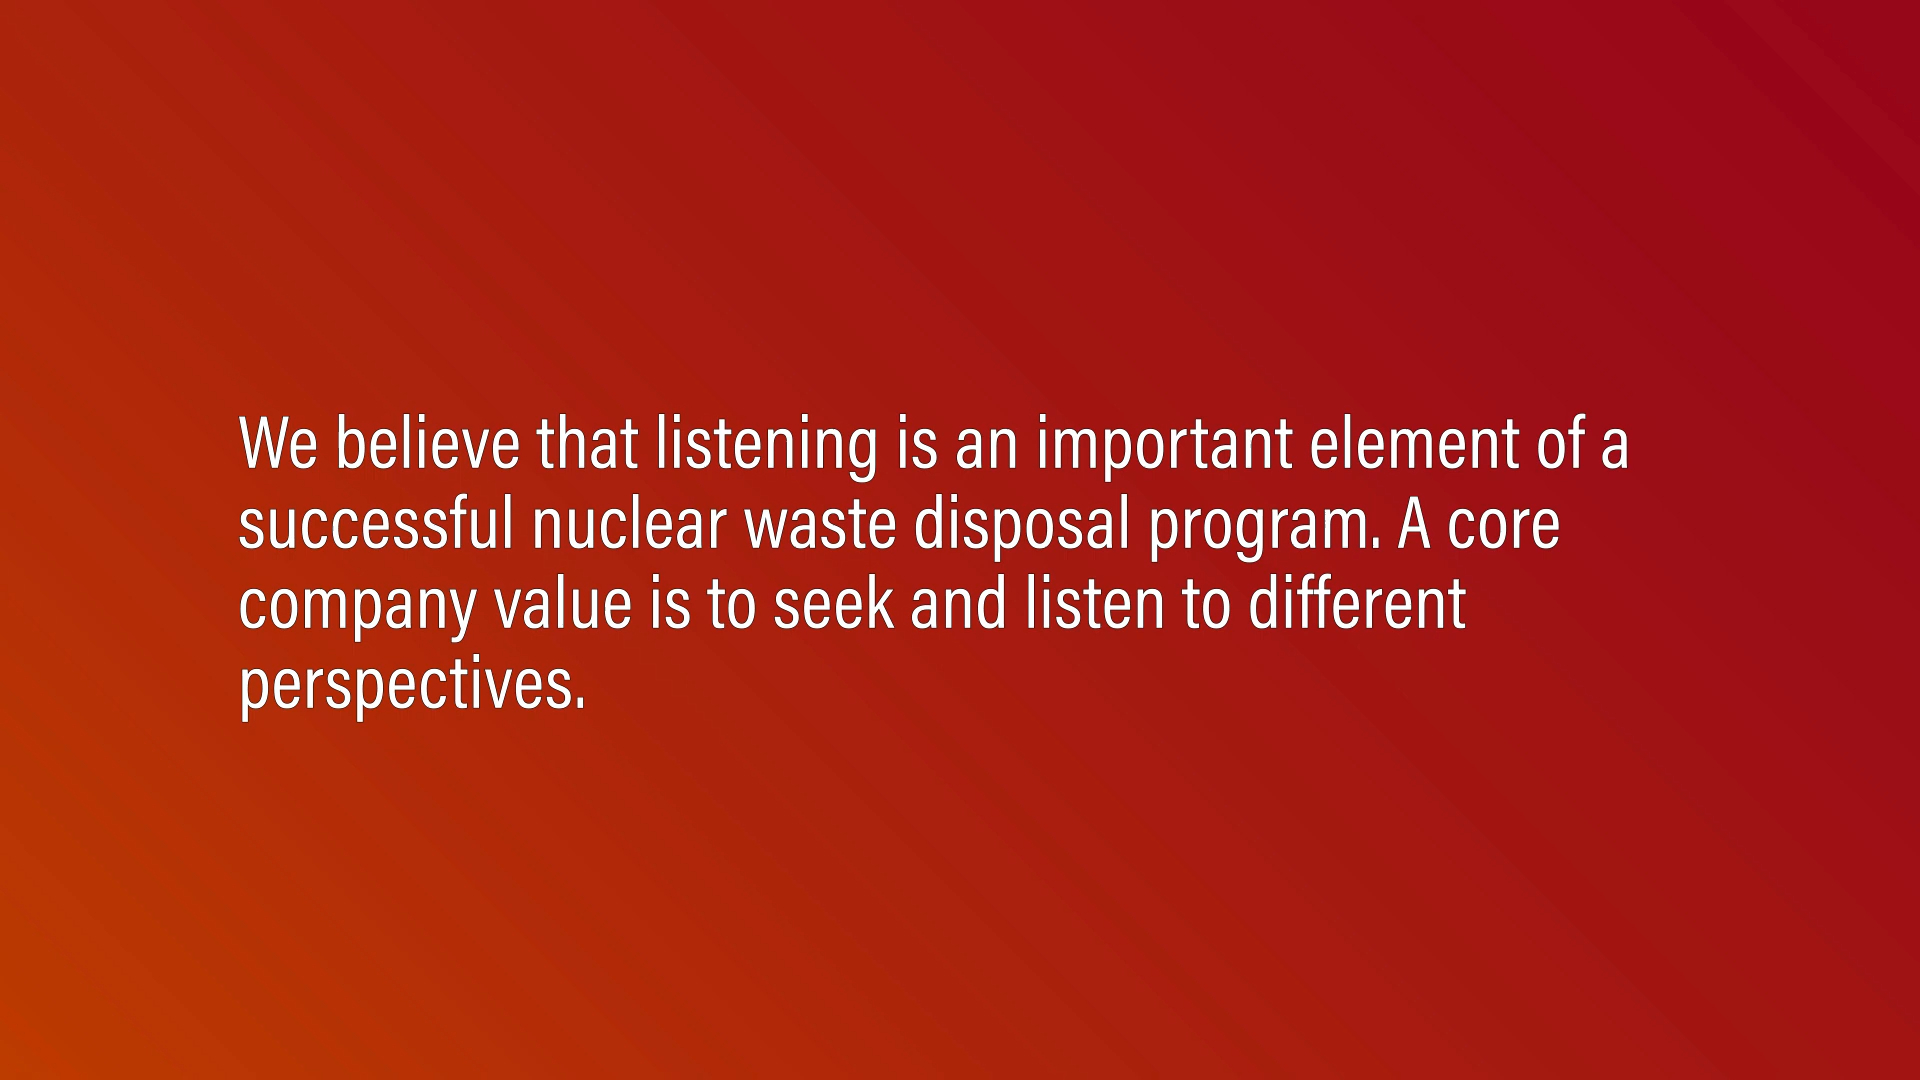 We believe that listening is an important element of a
successful nuclear waste disposal program. A core
company value is to seek and listen to different
perspectives.